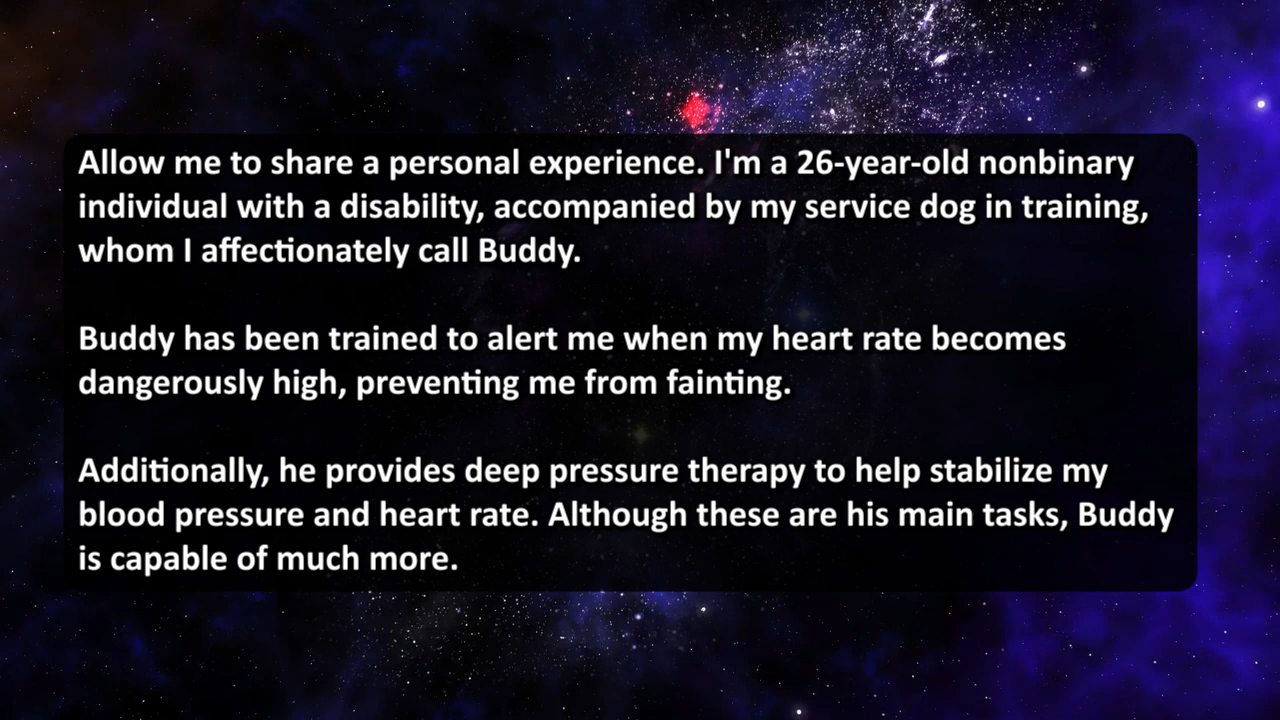 Allow me to share a personal experience. I'm a 26-year-old nonbinary
individual with a disability, accompanied by my service dog in training,
whom I affectionately call Buddy.
Buddy has been trained to alert me when my heart rate becomes
dangerously high, preventing me from fainting.
Additionally, he provides deep pressure therapy to help stabilize my
blood pressure and heart rate. Although these are his main tasks, Buddy
is capable of much more.